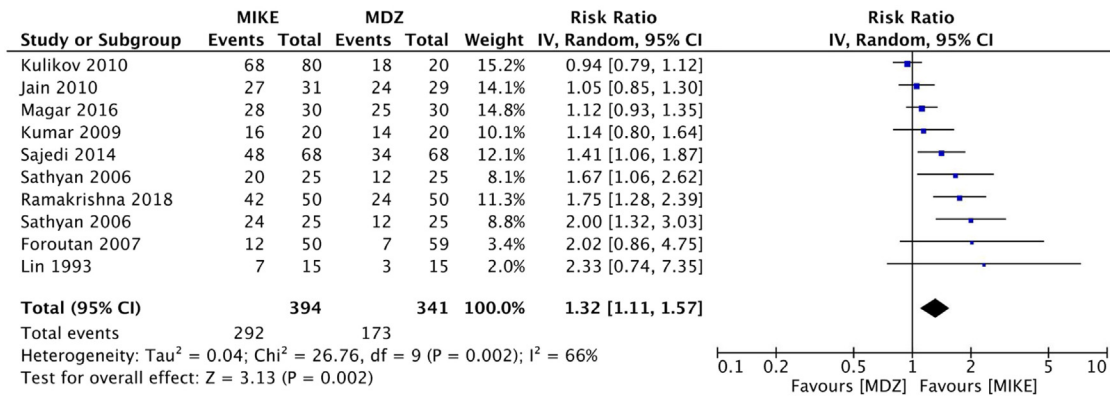 MIKE MDZ Risk Ratio Risk Ratio
Study or Subgroup Events Total Events Total Weight IV, Random, 95% CI IV, Random, 95% CI
Kulikov 2010 68 80 18 20 15.2% 0.94 [0.79, 1.12]
Jain 2010 27 31 24 29 14.1% 1.05 [0.85, 1.30]
Magar 2016 28 30 25 30 14.8% 1.12 [0.93, 1.35]
Kumar 2009 16 20 14 20 10.1% 1.14 [0.80, 1.64]
Sajedi 2014 48 68 34 68 12.1% 1.41 [1.06, 1.87]
Sathyan 2006 20 25 12 25 8.1% 1.67 [1.06, 2.62]
Ramakrishna 2018 42 50 24 50 11.3% 1.75 [1.28, 2.39]
Sathyan 2006 24 25 12 25 8.8% 2.00 [1.32, 3.03]
Foroutan 2007 12 50 7 59 3.4% 2.02 [0.86, 4.75]
Lin 1993 7 15 3 15 2.0% 2.33 [0.74, 7.35]
Total (95% CI) 394 341 100.0% 1.32 [1.11, 1.57]
Total events 292 173
Heterogeneity: Tau² = 0.04; Chi² = 26.76, df = 9 (P = 0.002); I² = 66%
Test for overall effect: Z = 3.13 (P = 0.002)
0.1 0.2 0.5 1 2 5 10
Favours [MDZ] Favours [MIKE]